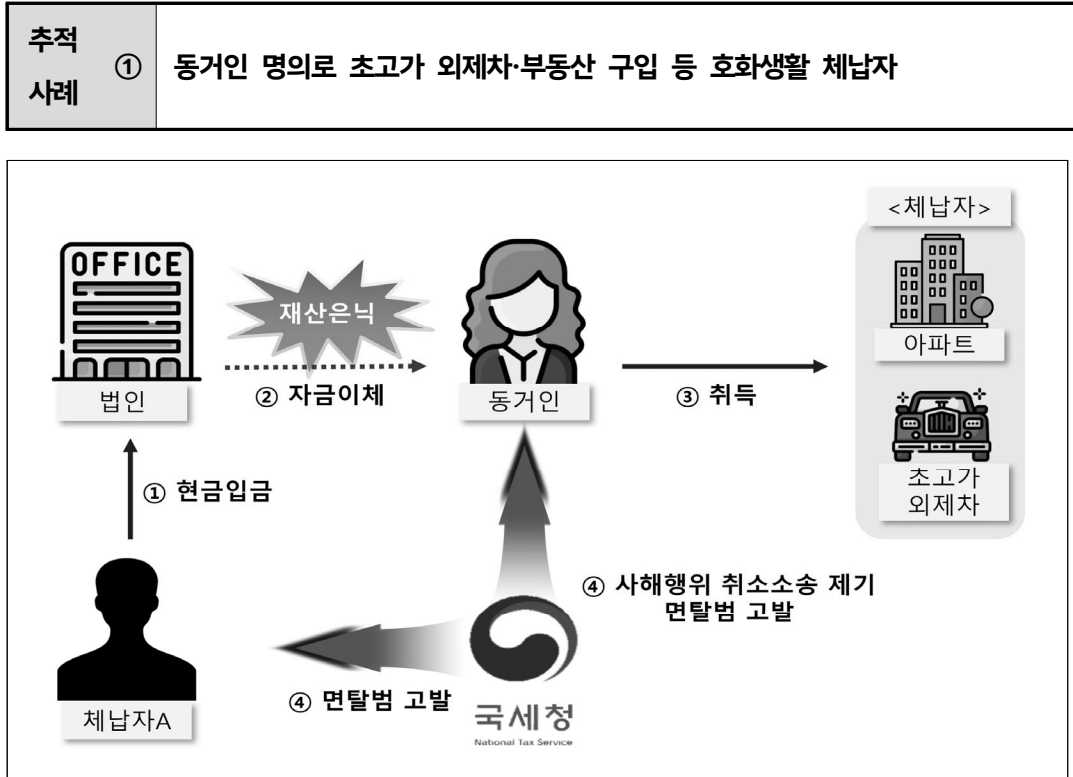 추적
사례
①
동거인 명의로 초고가 외제차·부동산 구입 등 호화생활 체납자
<체납자>
OFFICE
재산은닉
아파트
법인
② 자금이체
동거인
③ 취득
초고가
외제차
① 현금입금
④ 사해행위 취소소송 제기
면탈범 고발
④ 면탈범 고발
체납자A
국세청
National Tax Service